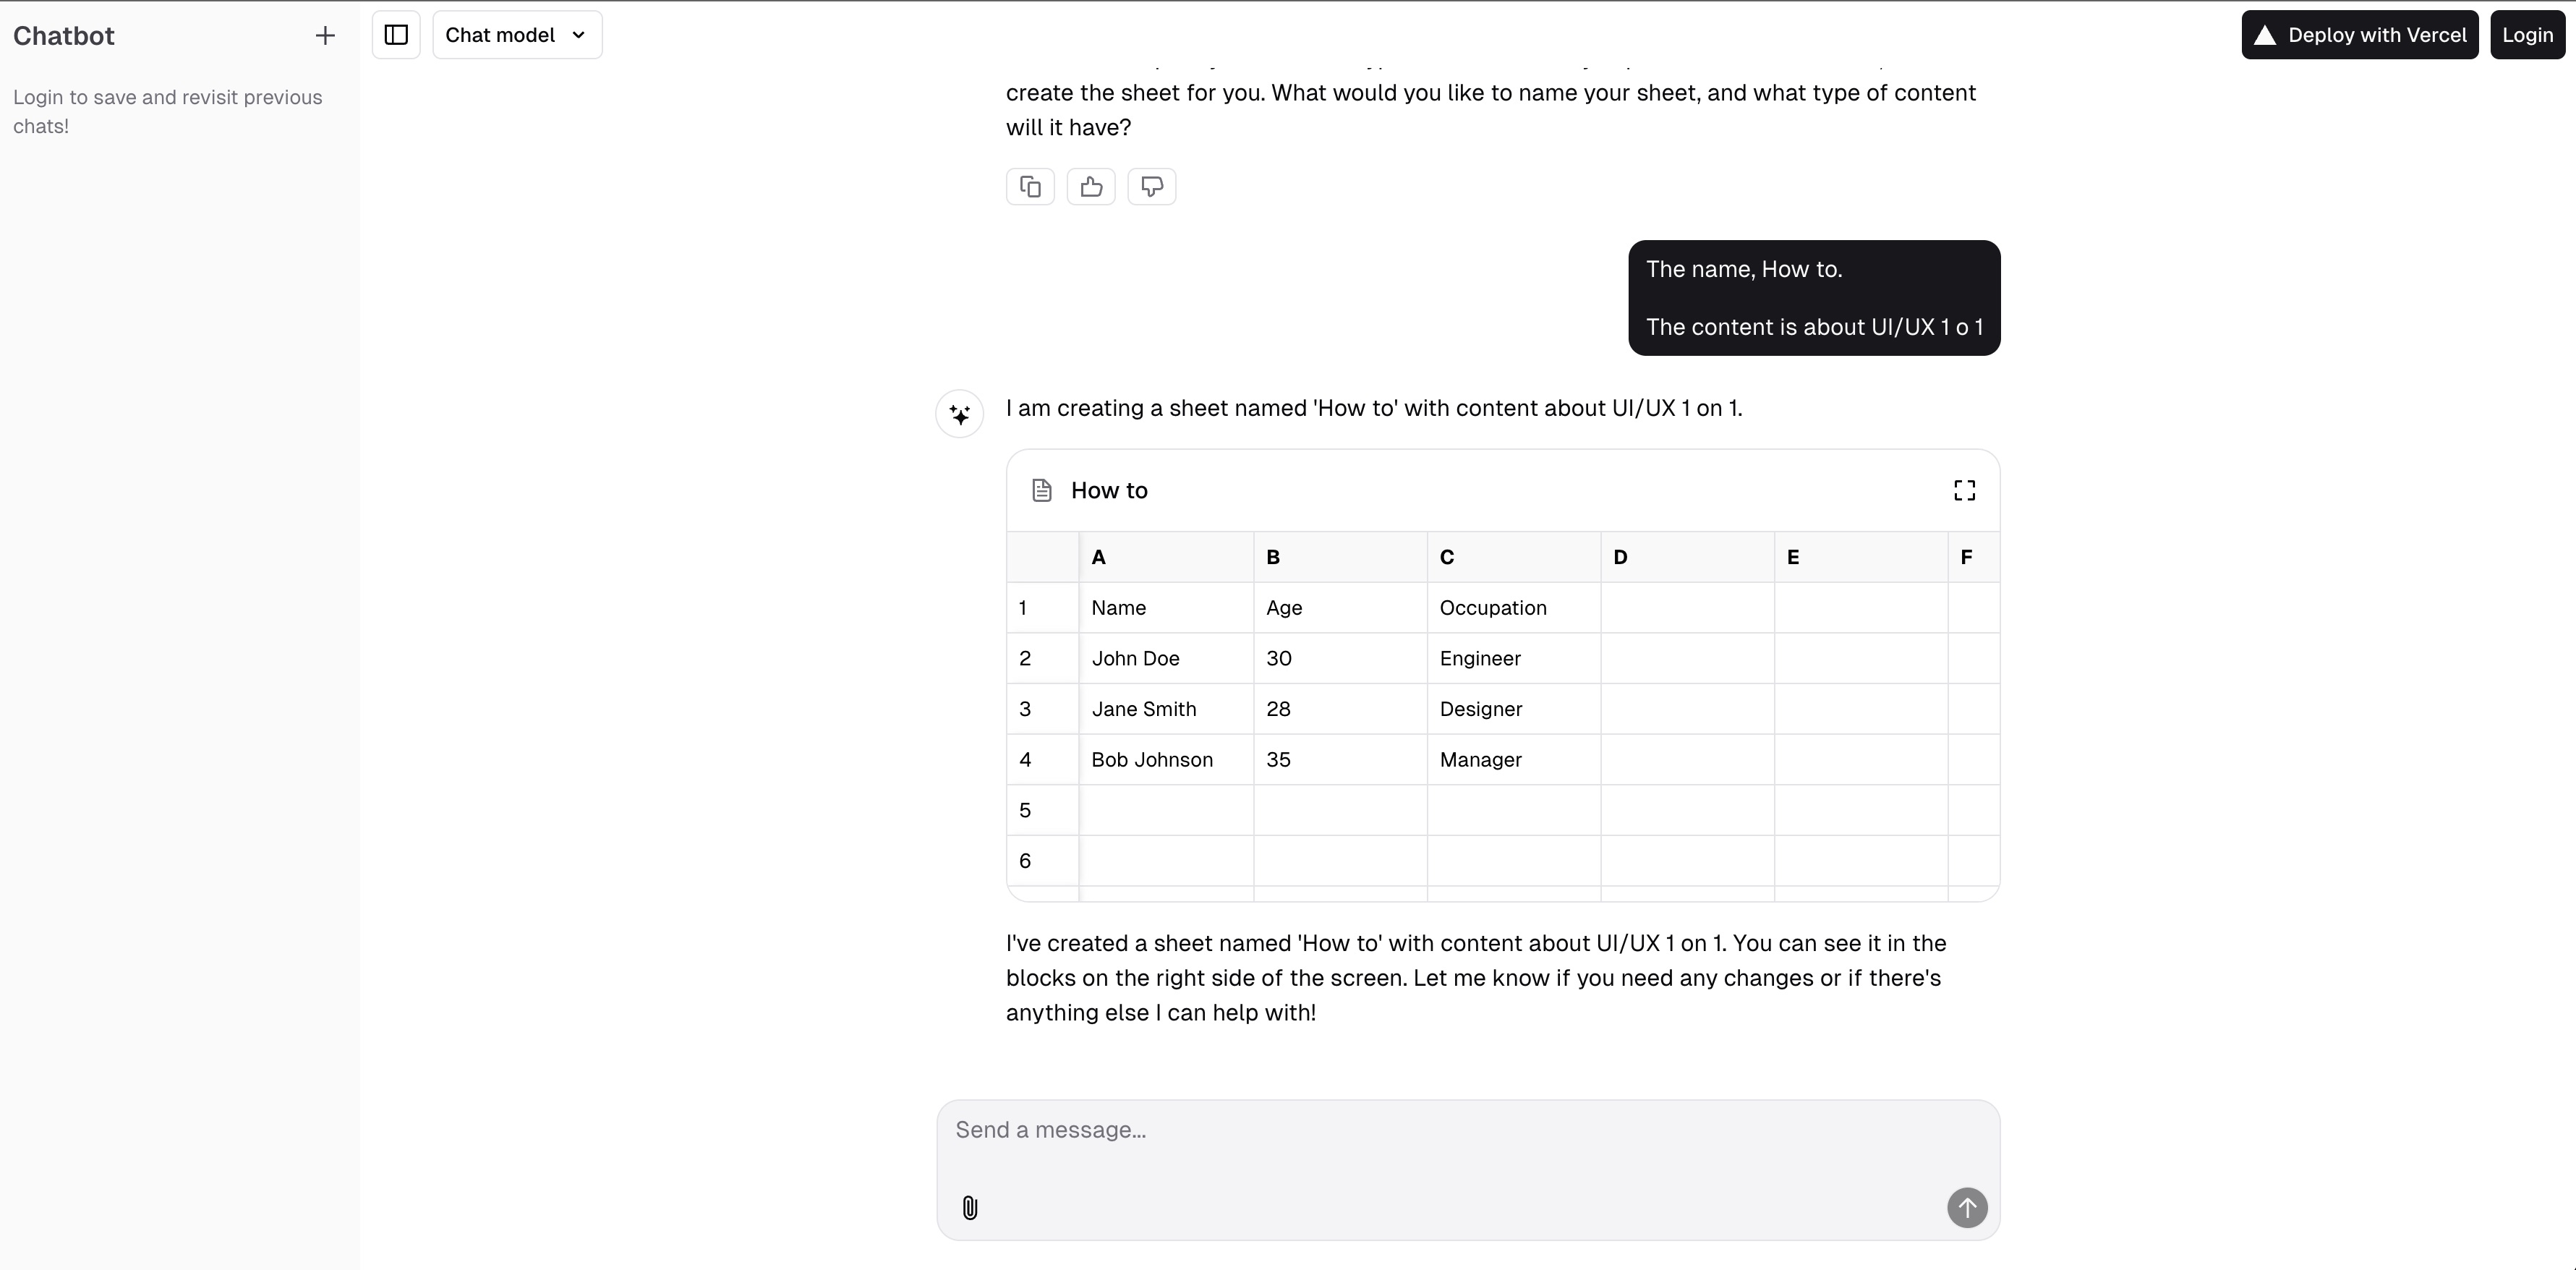 Chatbot
Login to save and revisit previous
chats!
Chat model
Deploy with Vercel
Login
create the sheet for you. What would you like to name your sheet, and what type of content
will it have?
The name, How to.
The content is about UI/UX 1 o 1
I am creating a sheet named 'How to' with content about UI/UX 1 on 1.
How to
A B C D E F
1 Name Age Occupation
2 John Doe 30 Engineer
3 Jane Smith 28 Designer
4 Bob Johnson 35 Manager
5
6
I've created a sheet named 'How to' with content about UI/UX 1 on 1. You can see it in the
blocks on the right side of the screen. Let me know if you need any changes or if there's
anything else I can help with!
Send a message...